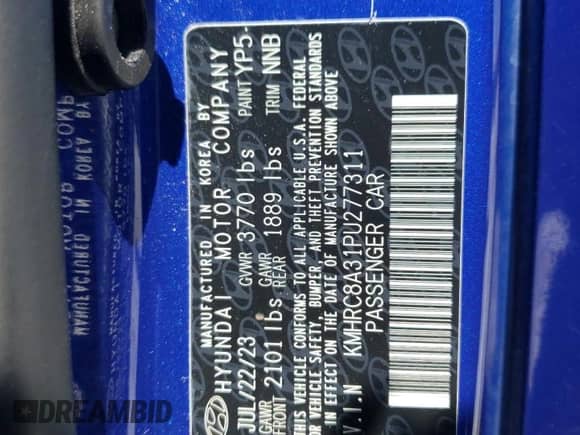 MANUFACTURED IN KOREA BY
HYUNDAI MOTOR COMPANY
JUL/22/23 GVWR 3770 lbs PAINT YP5
GAWR FRONT 2101 lbs GAWR REAR 1889 lbs TRIM NNB
THIS VEHICLE CONFORMS TO ALL APPLICABLE U.S.A. FEDERAL
MOTOR VEHICLE SAFETY, BUMPER, AND THEFT PREVENTION STANDARDS
IN EFFECT ON THE DATE OF MANUFACTURE SHOWN ABOVE
V.I.N KMHRC8A31PU277311
PASSENGER CAR
DREAMBID